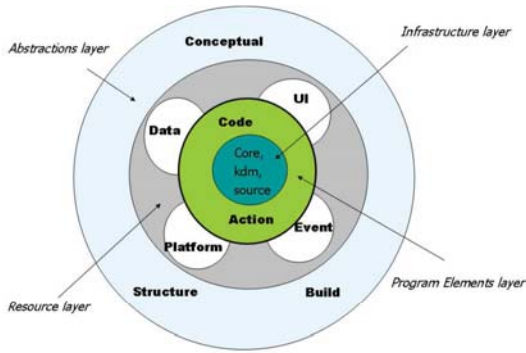 Conceptual
Infrastructure layer
Abstractions layer
UI
Data
Code
Core,
kdm,
source
Action
Event
Platform
Structure
Build
Program Elements layer
Resource layer